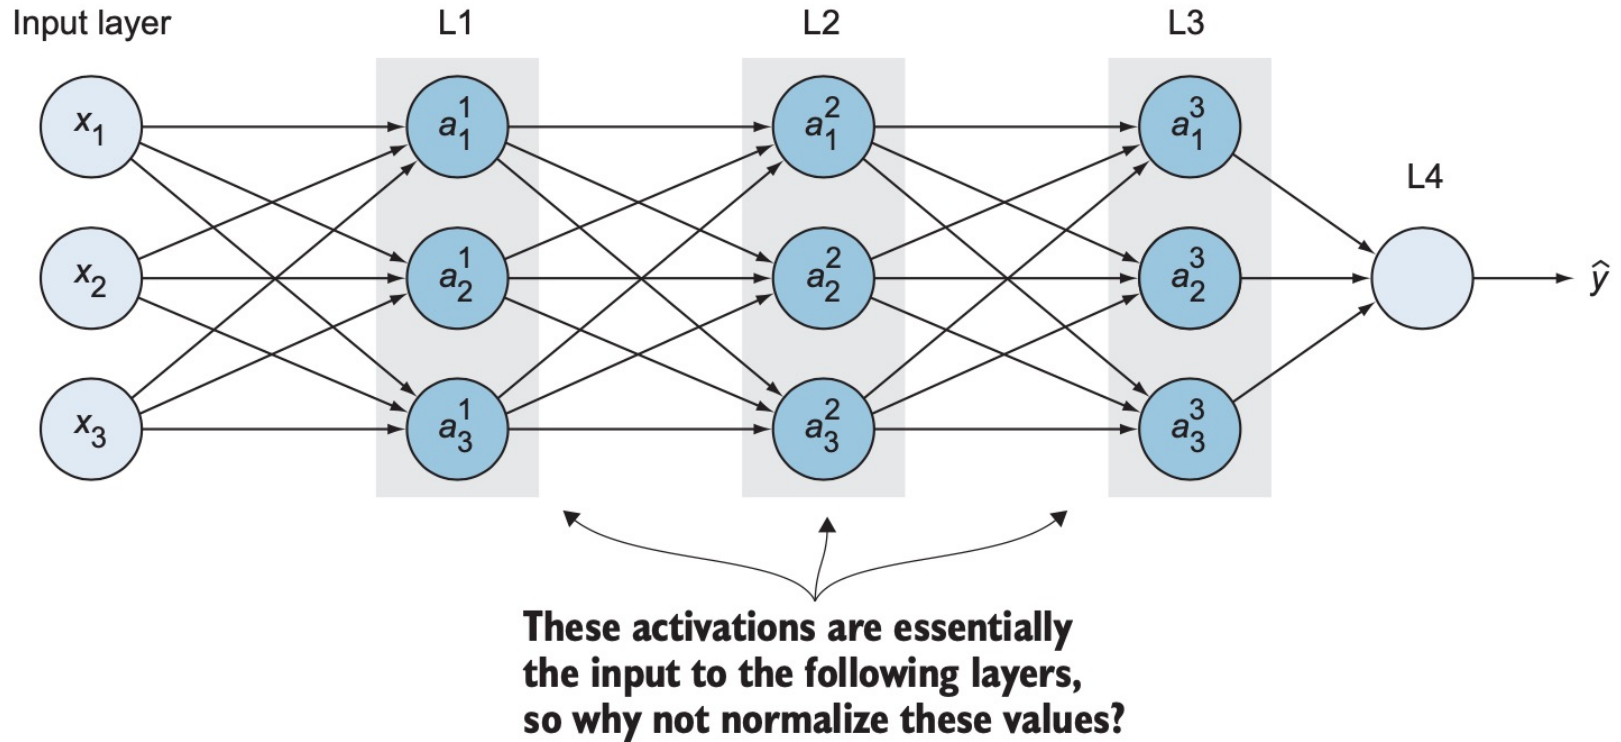 Input layer
L1
L2
L3
L4
x₁
x₂
x₃
a₁¹
a₂¹
a₃¹
a₁²
a₂²
a₃²
a₁³
a₂³
a₃³
ŷ
These activations are essentially
the input to the following layers,
so why not normalize these values?